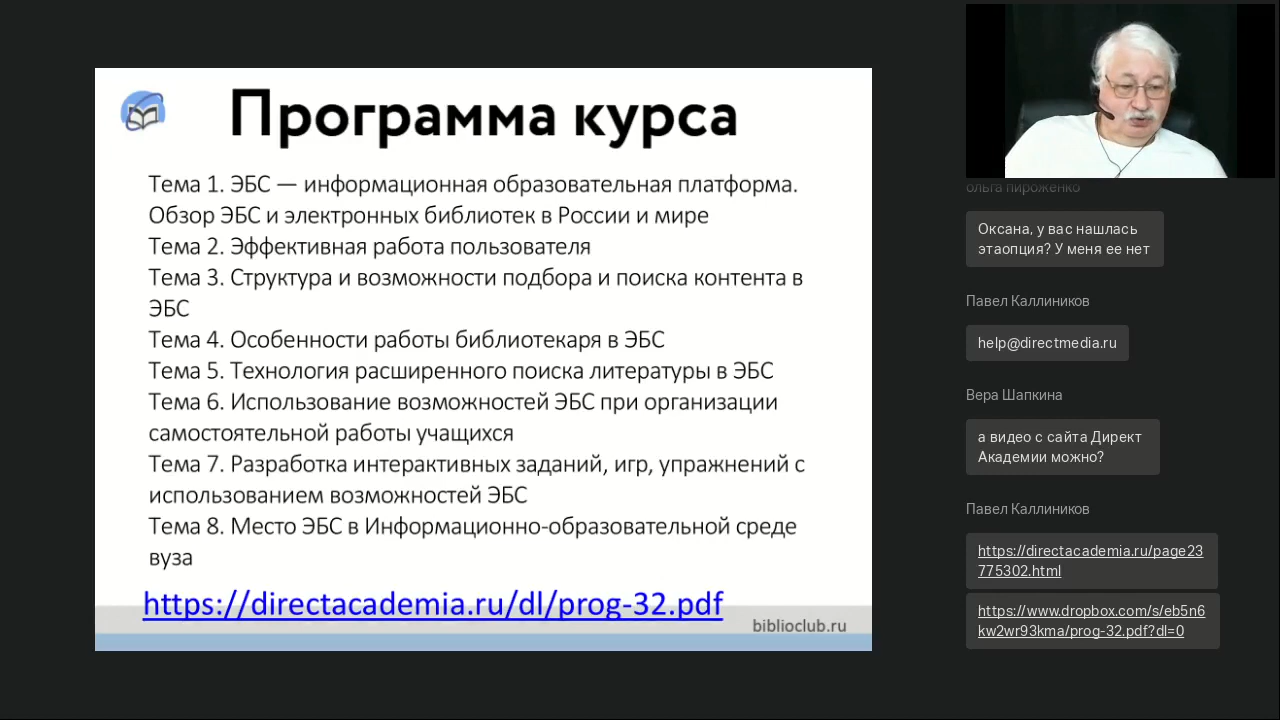 Программа курса
Тема 1. ЭБС — информационная образовательная платформа.
Обзор ЭБС и электронных библиотек в России и мире
Тема 2. Эффективная работа пользователя
Тема 3. Структура и возможности подбора и поиска контента в
ЭБС
Тема 4. Особенности работы библиотекаря в ЭБС
Тема 5. Технология расширенного поиска литературы в ЭБС
Тема 6. Использование возможностей ЭБС при организации
самостоятельной работы учащихся
Тема 7. Разработка интерактивных заданий, игр, упражнений с
использованием возможностей ЭБС
Тема 8. Место ЭБС в Информационно-образовательной среде
вуза
https://directacademia.ru/dl/prog-32.pdf
biblioclub.ru
ольга пироженко
Оксана, у вас нашлась
этаопция? У меня ее нет
Павел Каллиников
help@directmedia.ru
Вера Шапкина
а видео с сайта Директ
Академии можно?
Павел Каллиников
https://directacademia.ru/page23
775302.html
https://www.dropbox.com/s/eb5n6
kw2wr93kma/prog-32.pdf?dl=0